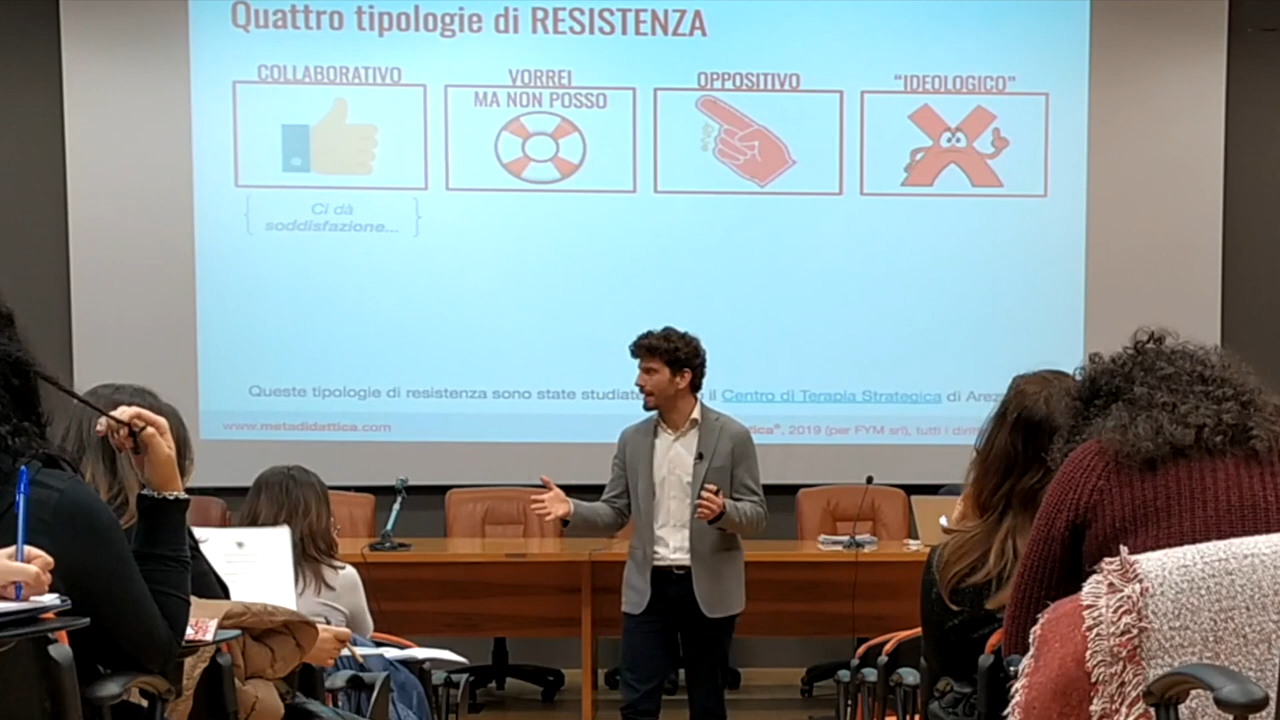 Quattro tipologie di RESISTENZA
COLLABORATIVO
VORREI
MA NON POSSO
OPPOSITIVO
“IDEOLOGICO”
Ci dà
soddisfazione...
Queste tipologie di resistenza sono state studiate il Centro di Terapia Strategica di Arez
www.metadidattica.com
tica®, 2019 (per FYM srl), tutti i diritt